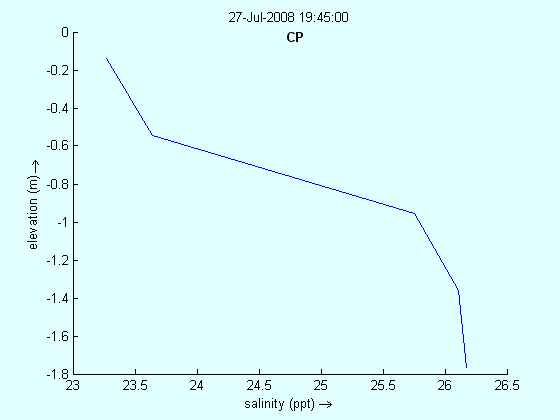 27-Jul-2008 19:45:00
CP
0
-0.2
-0.4
-0.6
-0.8
-1
-1.2
-1.4
-1.6
-1.8
elevation (m) →
23 23.5 24 24.5 25 25.5 26 26.5
salinity (ppt) →